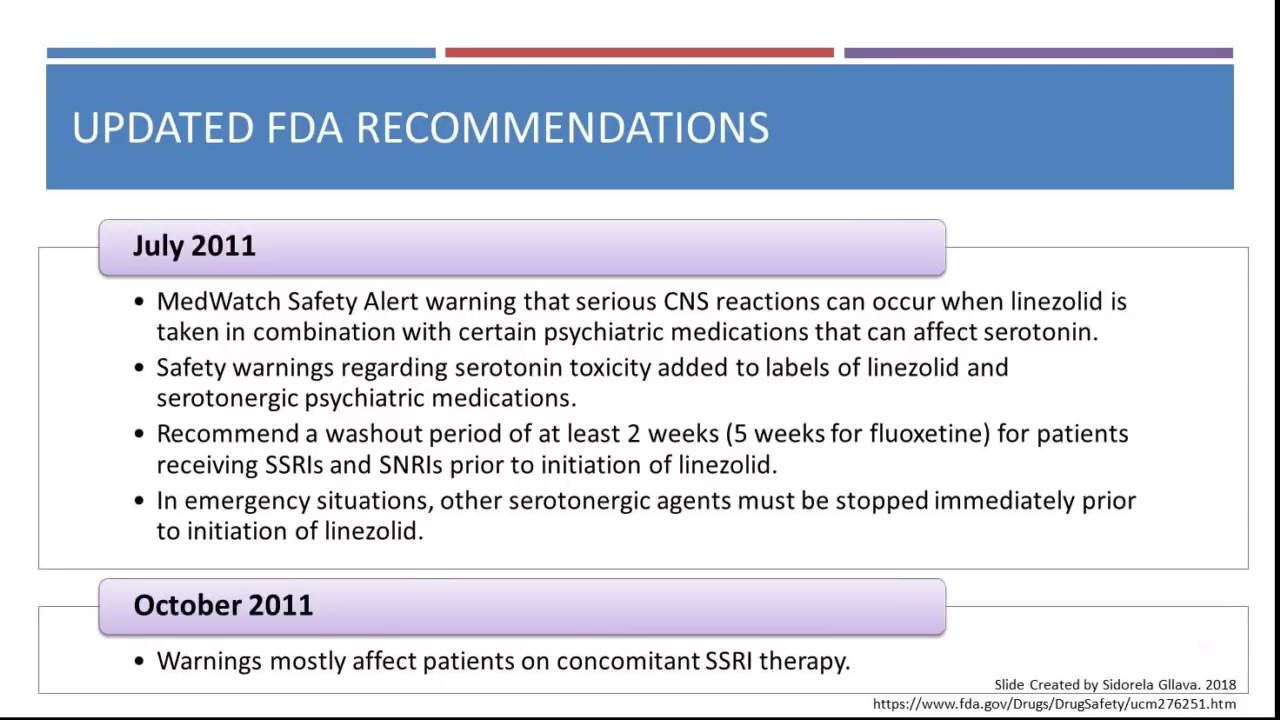 UPDATED FDA RECOMMENDATIONS
July 2011
• MedWatch Safety Alert warning that serious CNS reactions can occur when linezolid is
taken in combination with certain psychiatric medications that can affect serotonin.
• Safety warnings regarding serotonin toxicity added to labels of linezolid and
serotonergic psychiatric medications.
• Recommend a washout period of at least 2 weeks (5 weeks for fluoxetine) for patients
receiving SSRIs and SNRIs prior to initiation of linezolid.
• In emergency situations, other serotonergic agents must be stopped immediately prior
to initiation of linezolid.
October 2011
• Warnings mostly affect patients on concomitant SSRI therapy.
Slide Created by Sidorela Gllava. 2018
https://www.fda.gov/Drugs/DrugSafety/ucm276251.htm